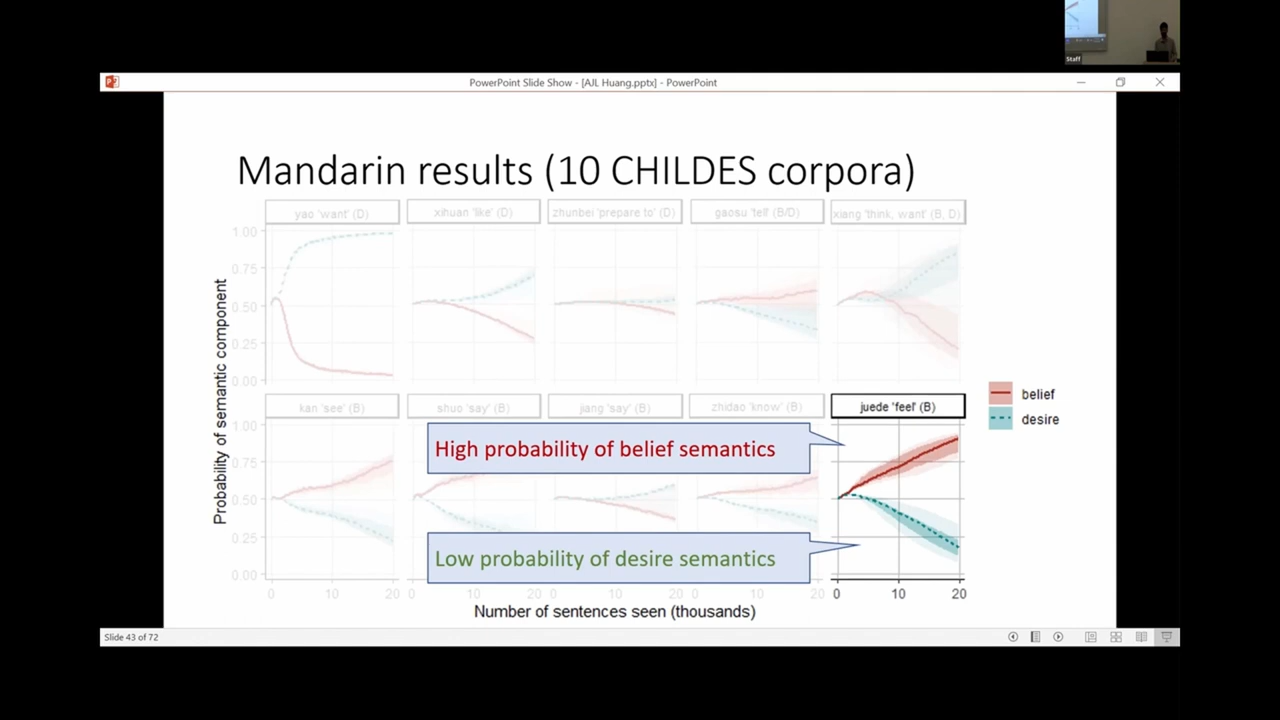 Staff
PowerPoint Slide Show - [AJL Huang.pptx] - PowerPoint
Mandarin results (10 CHILDES corpora)
yao 'want' (D)
xihuan 'like' (D)
zhunbei 'prepare to' (D)
gaosu 'tell' (B/D)
xiang 'think, want' (B, D)
1.00
0.75
0.50
0.25
0.00
Probability of semantic component
kan 'see' (B)
shuo 'say' (B)
jiang 'say' (B)
zhidao 'know' (B)
juede 'feel' (B)
1.00
0.75
0.50
0.25
0.00
High probability of belief semantics
Low probability of desire semantics
belief
desire
0 10 20 0 10 20 0 10 20 0 10 20 0 10 20
Number of sentences seen (thousands)
Slide 43 of 72